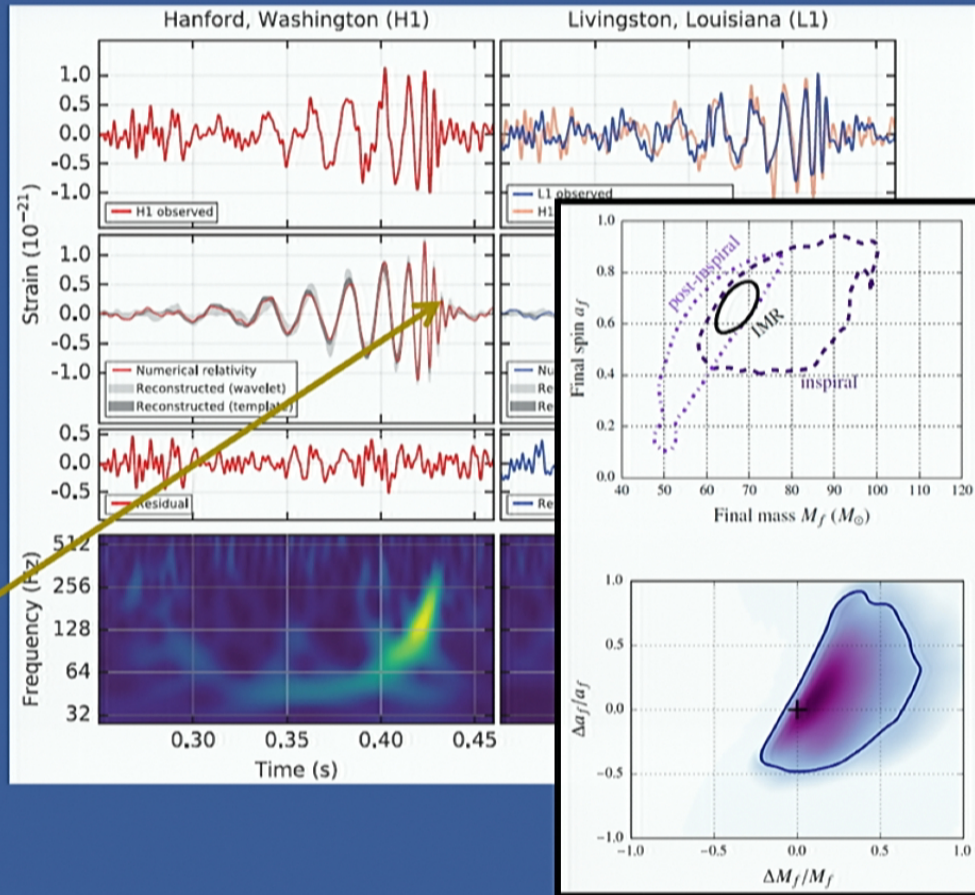 Hanford, Washington (H1)
Livingston, Louisiana (L1)
Strain (10⁻²¹)
1.0
0.5
0.0
-0.5
-1.0
H1 observed
L1 observed
H1
1.0
0.5
0.0
-0.5
-1.0
Numerical relativity
Reconstructed (wavelet)
Reconstructed (template)
Nu
Re
Re
0.5
0.0
-0.5
Residual
Re
Frequency (Hz)
512
256
128
64
32
0.30 0.35 0.40 0.45
Time (s)
Final spin a_f
1.0
0.8
0.6
0.4
0.2
0.0
post-inspiral
IMR
inspiral
40 50 60 70 80 90 100 110 120
Final mass M_f (M_⊙)
Δa_f/a_f
1.0
0.5
0.0
−0.5
−1.0
−1.0 −0.5 0.0 0.5 1.0
ΔM_f/M_f